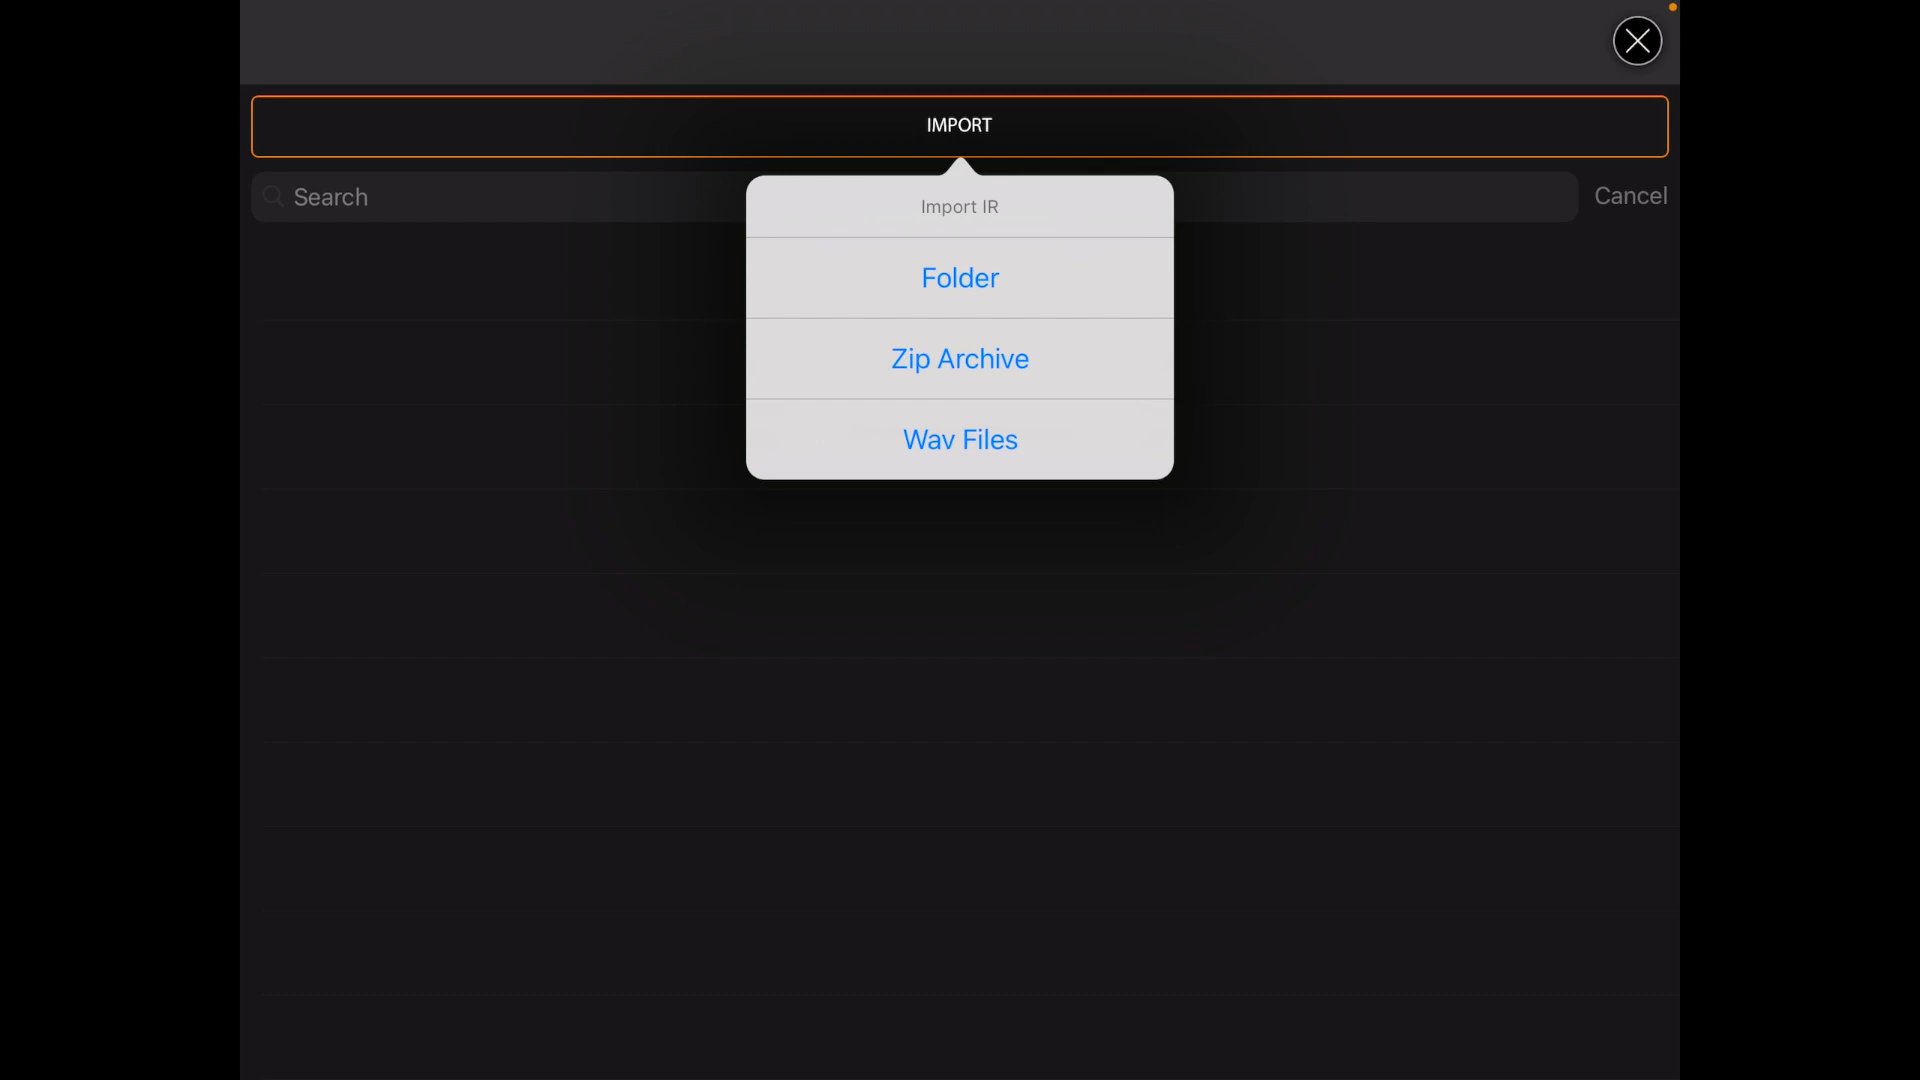 IMPORT
Search
Cancel
Import IR
Folder
Zip Archive
Wav Files